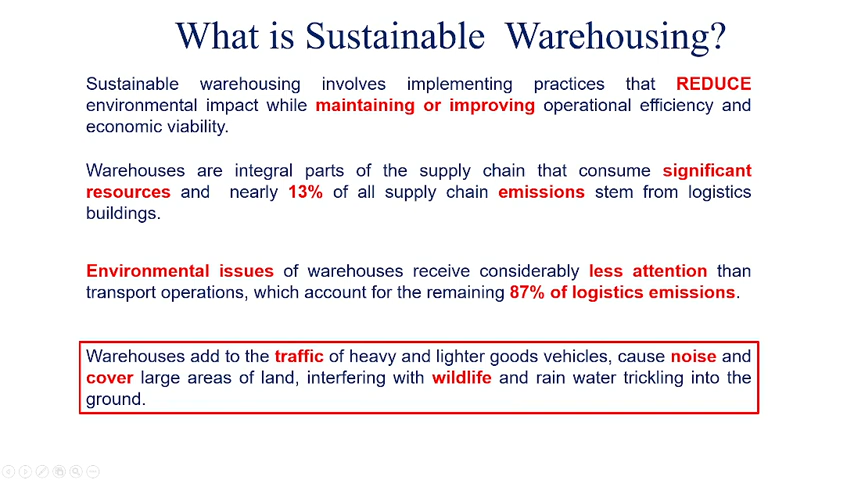 What is Sustainable Warehousing?
Sustainable warehousing involves implementing practices that REDUCE
environmental impact while maintaining or improving operational efficiency and
economic viability.
Warehouses are integral parts of the supply chain that consume significant
resources and nearly 13% of all supply chain emissions stem from logistics
buildings.
Environmental issues of warehouses receive considerably less attention than
transport operations, which account for the remaining 87% of logistics emissions.
Warehouses add to the traffic of heavy and lighter goods vehicles, cause noise and
cover large areas of land, interfering with wildlife and rain water trickling into the
ground.